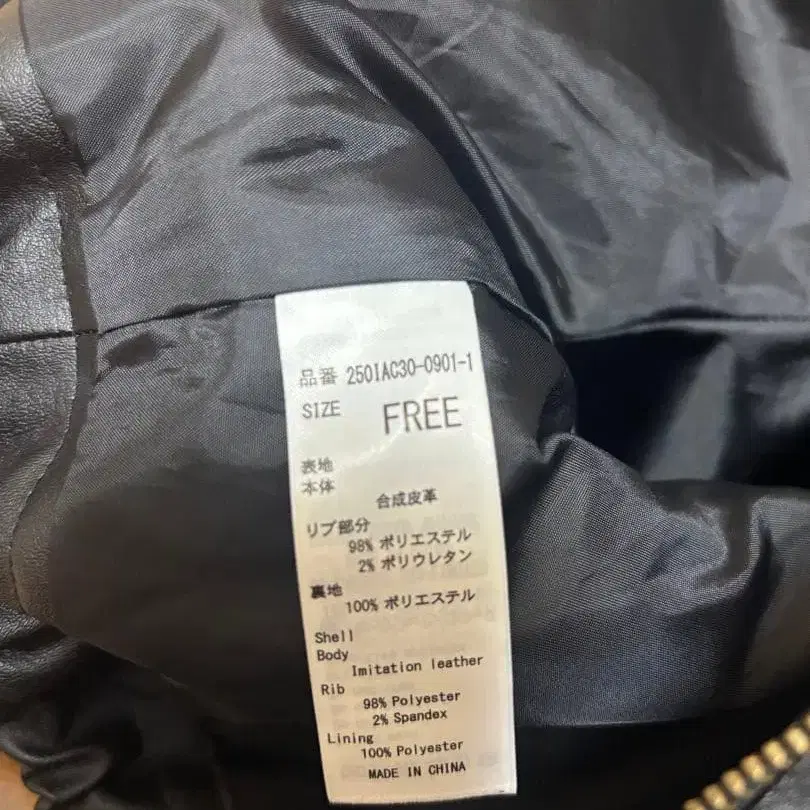 品番 250IAC30-0901-1
SIZE FREE
表地
本体
合成皮革
リブ部分
98% ポリエステル
2% ポリウレタン
裏地
100% ポリエステル
Shell
Body
Imitation leather
Rib
98% Polyester
2% Spandex
Lining
100% Polyester
MADE IN CHINA